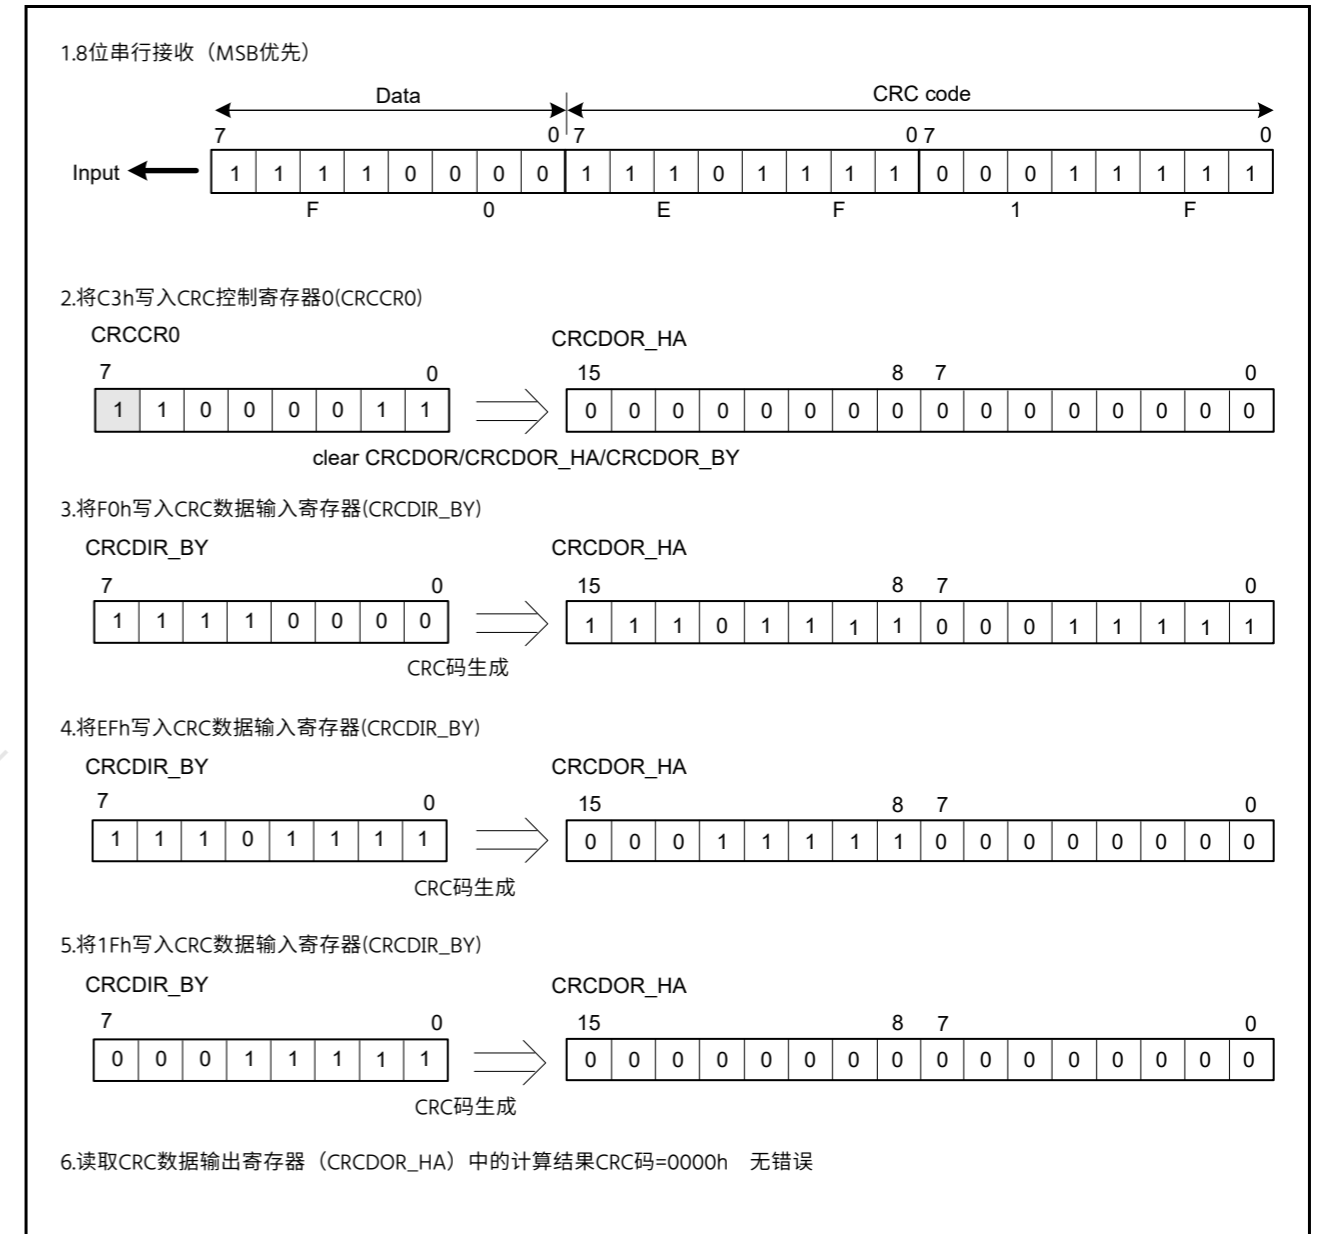 1.8位串行接收（MSB优先）
Data CRC code
7 0 7 0 7 0
Input 1 1 1 1 0 0 0 0 1 1 1 0 1 1 1 1 0 0 0 1 1 1 1 1
F 0 E F 1 F
2.将C3h写入CRC控制寄存器0(CRCCR0)
CRCCR0 CRCDOR_HA
7 0 15 8 7 0
1 1 0 0 0 0 1 1 0 0 0 0 0 0 0 0 0 0 0 0 0 0 0 0
clear CRCDOR/CRCDOR_HA/CRCDOR_BY
3.将F0h写入CRC数据输入寄存器(CRCDIR_BY)
CRCDIR_BY CRCDOR_HA
7 0 15 8 7 0
1 1 1 1 0 0 0 0 1 1 1 0 1 1 1 1 0 0 0 1 1 1 1 1
CRC码生成
4.将EFh写入CRC数据输入寄存器(CRCDIR_BY)
CRCDIR_BY CRCDOR_HA
7 0 15 8 7 0
1 1 1 0 1 1 1 1 0 0 0 1 1 1 1 1 0 0 0 0 0 0 0 0
CRC码生成
5.将1Fh写入CRC数据输入寄存器(CRCDIR_BY)
CRCDIR_BY CRCDOR_HA
7 0 15 8 7 0
0 0 0 1 1 1 1 1 0 0 0 0 0 0 0 0 0 0 0 0 0 0 0 0
CRC码生成
6.读取CRC数据输出寄存器（CRCDOR_HA）中的计算结果CRC码=0000h 无错误